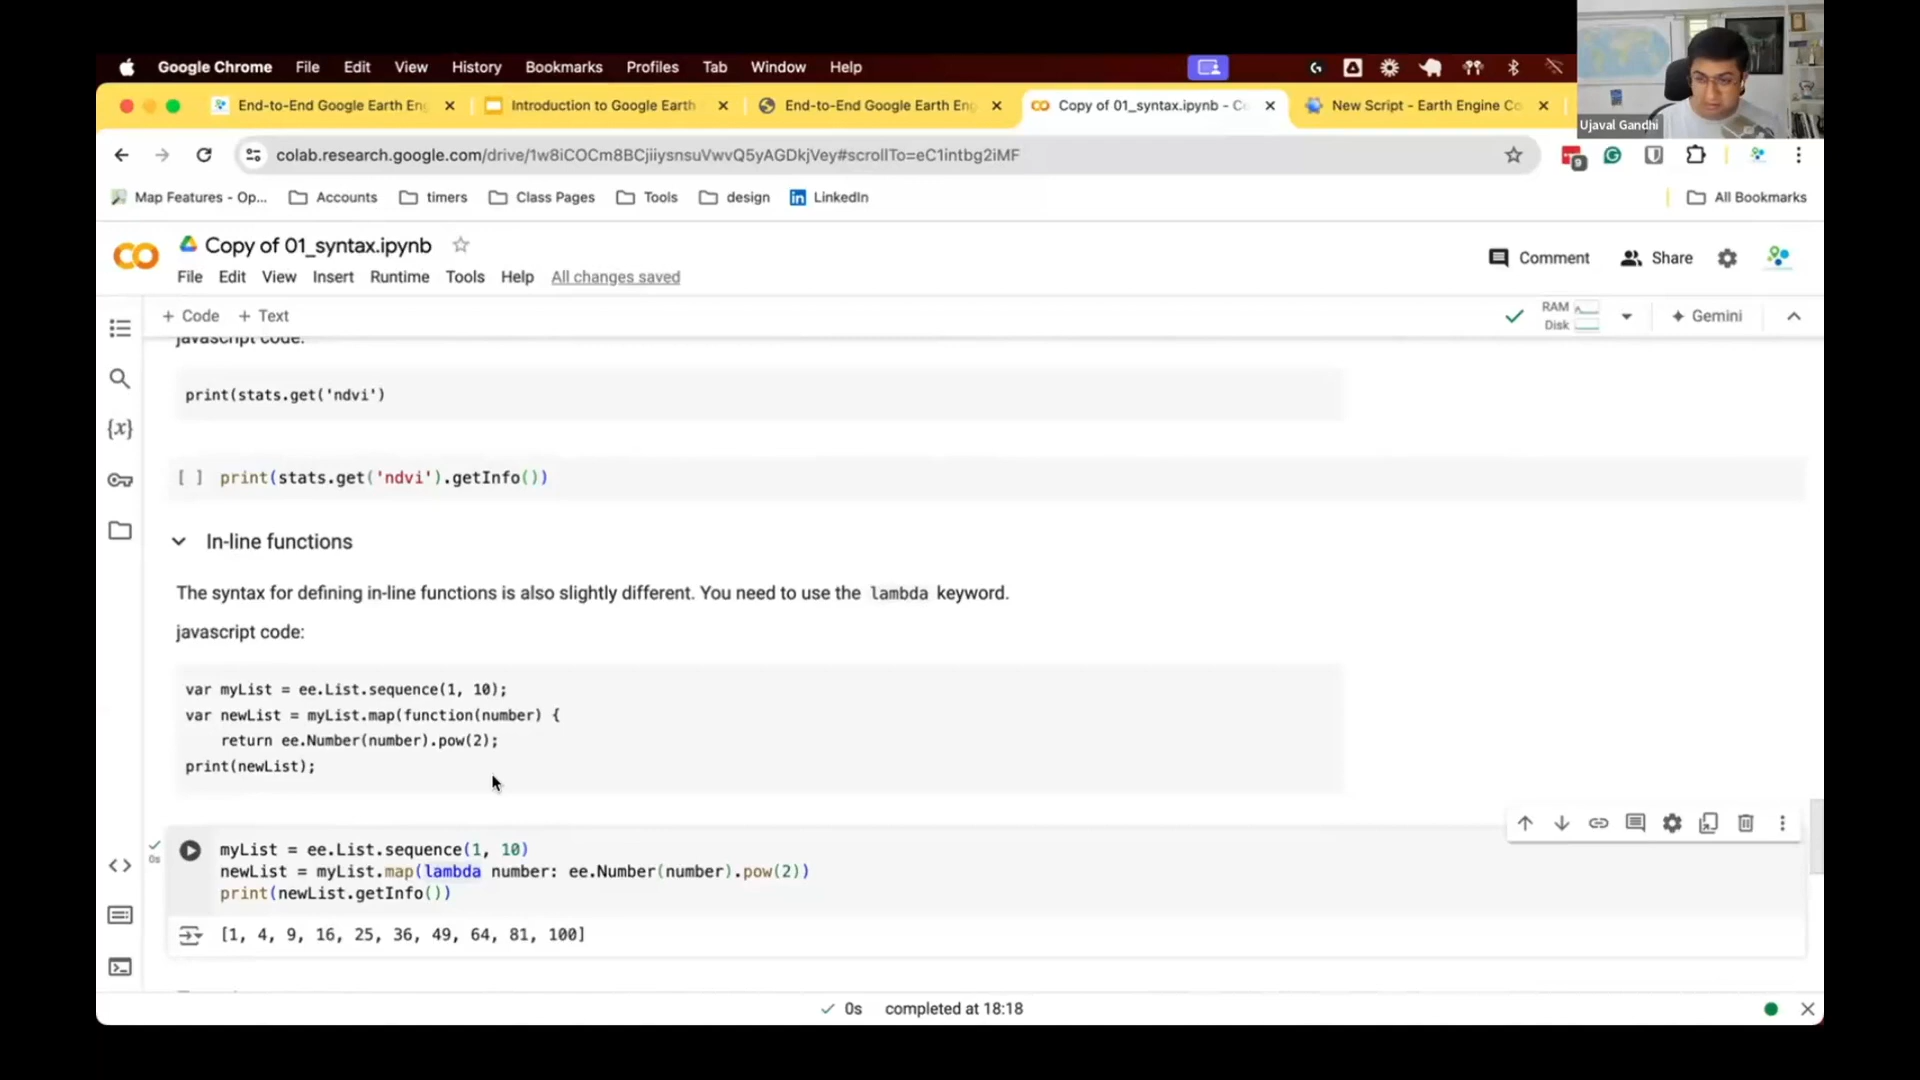 Google Chrome File Edit View History Bookmarks Profiles Tab Window Help
End-to-End Google Earth Eng
Introduction to Google Earth
End-to-End Google Earth Eng
Copy of 01_syntax.ipynb - Co
New Script - Earth Engine Co
Ujaval Gandhi
colab.research.google.com/drive/1w8iCOCm8BCjiiysnsuVwvQ5yAGDkjVey#scrollTo=eC1intbg2iMF
9
Map Features - Op... Accounts timers Class Pages Tools design LinkedIn All Bookmarks
CO
Copy of 01_syntax.ipynb
Comment Share
File Edit View Insert Runtime Tools Help All changes saved
+ Code + Text
RAM
Disk
Gemini
javascript code:
print(stats.get('ndvi')
[ ] print(stats.get('ndvi').getInfo())
In-line functions
The syntax for defining in-line functions is also slightly different. You need to use the lambda keyword.
javascript code:
var myList = ee.List.sequence(1, 10);
var newList = myList.map(function(number) {
return ee.Number(number).pow(2);
print(newList);
0s
myList = ee.List.sequence(1, 10)
newList = myList.map(lambda number: ee.Number(number).pow(2))
print(newList.getInfo())
[1, 4, 9, 16, 25, 36, 49, 64, 81, 100]
0s completed at 18:18